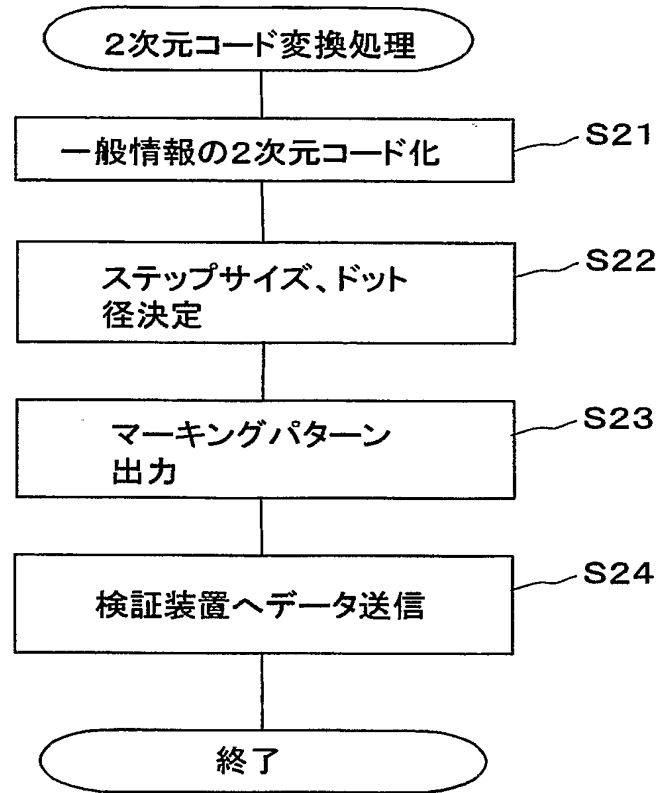 2次元コード変換処理
一般情報の2次元コード化
S21
ステップサイズ、ドット
径決定
S22
マーキングパターン
出力
S23
検証装置へデータ送信
S24
終了